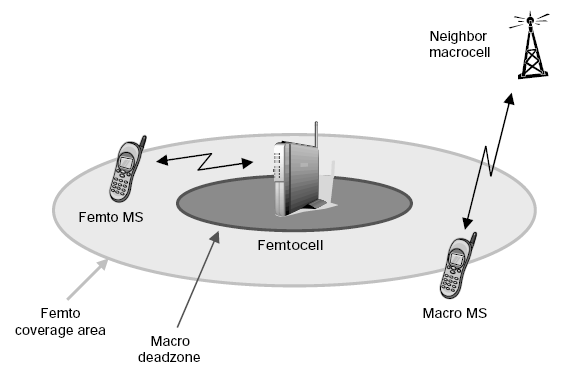 Neighbor
macrocell
Femto MS
Femtocell
Macro MS
Femto
coverage area
Macro
deadzone